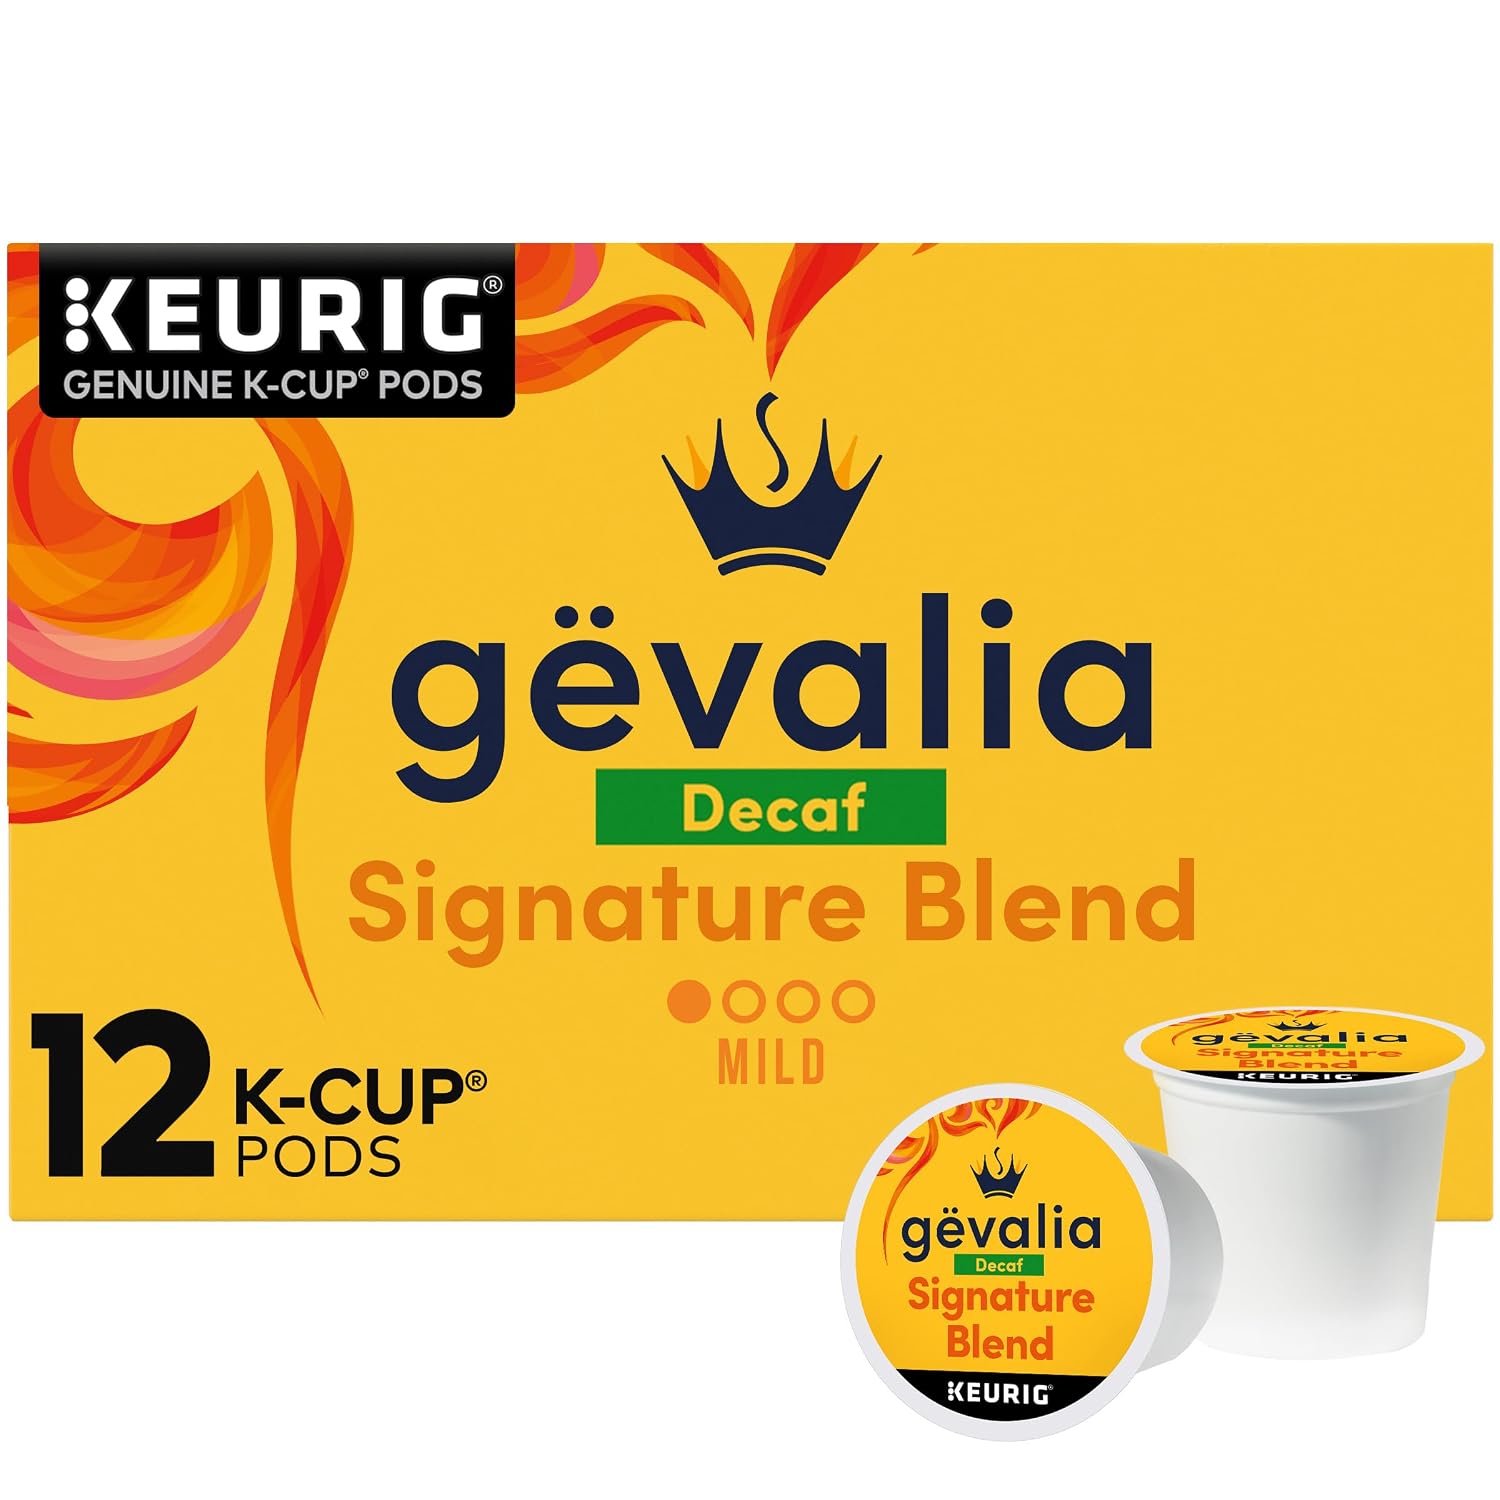 KEURIG®
GENUINE K-CUP® PODS
gëvalia
Decaf
Signature Blend
MILD
12 K-CUP®
PODS
gëvalia
Decaf
Signature
Blend
KEURIG®
gëvalia
Decaf
Signature
Blend
KEURIG®